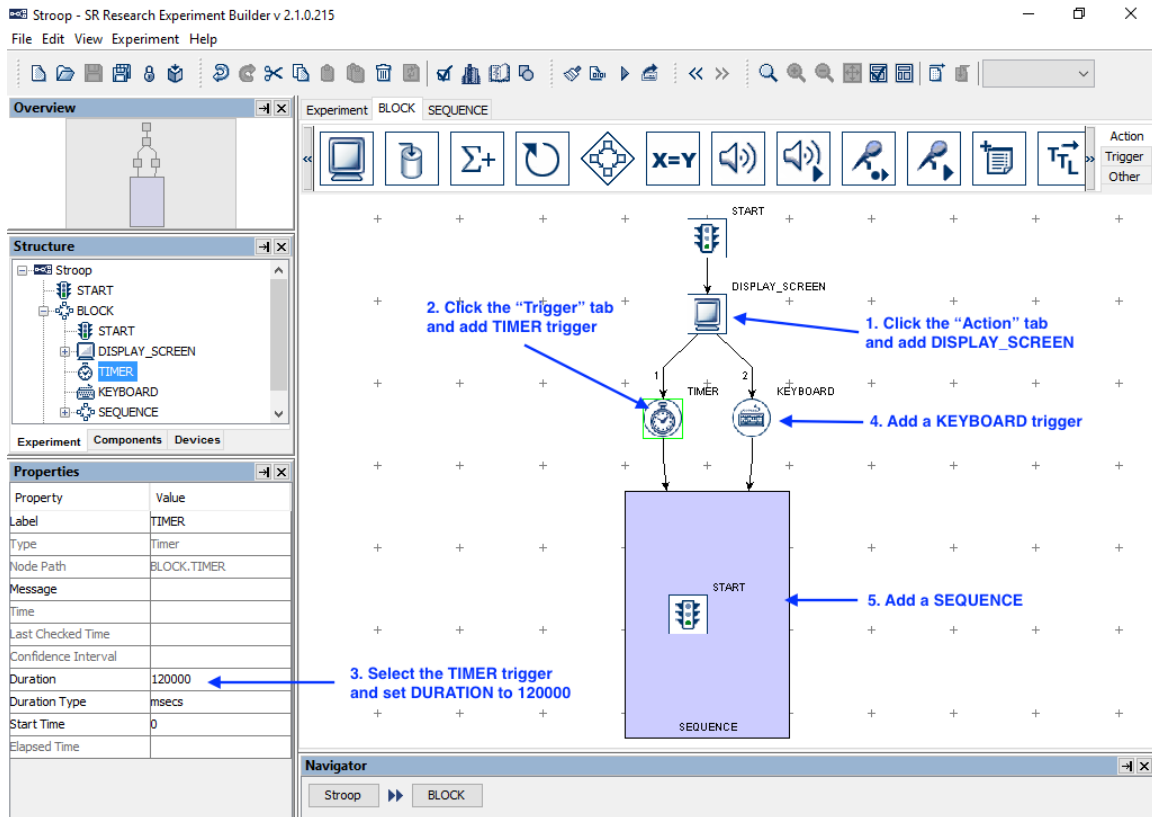 Stroop - SR Research Experiment Builder v 2.1.0.215
File Edit View Experiment Help
Overview
Experiment BLOCK SEQUENCE
Σ+
X=Y
TTL
Action
Trigger
Other
Structure
Stroop
START
BLOCK
START
DISPLAY_SCREEN
TIMER
KEYBOARD
SEQUENCE
Experiment Components Devices
Properties
Property Value
Label TIMER
Type Timer
Node Path BLOCK.TIMER
Message
Time
Last Checked Time
Confidence Interval
Duration 120000
Duration Type msecs
Start Time 0
Elapsed Time
START
DISPLAY_SCREEN
2. Click the “Trigger” tab
and add TIMER trigger
1. Click the “Action” tab
and add DISPLAY_SCREEN
1
2
TIMER
KEYBOARD
4. Add a KEYBOARD trigger
START
5. Add a SEQUENCE
3. Select the TIMER trigger
and set DURATION to 120000
SEQUENCE
Navigator
Stroop BLOCK